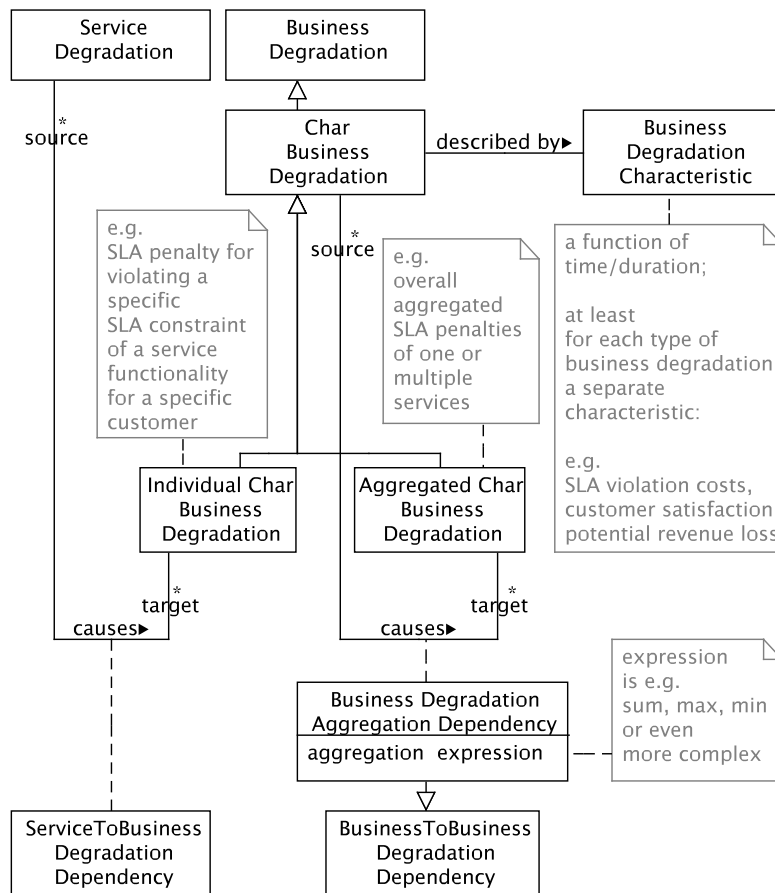 Service
Degradation
Business
Degradation
*
source
Char
Business
Degradation
described by▶
Business
Degradation
Characteristic
e.g.
SLA penalty for
violating a
specific
SLA constraint
of a service
functionality
for a specific
customer
*
source
e.g.
overall
aggregated
SLA penalties
of one or
multiple
services
a function of
time/duration;
at least
for each type of
business degradation
a separate
characteristic:
e.g.
SLA violation costs,
customer satisfaction
potential revenue loss
Individual Char
Business
Degradation
Aggregated Char
Business
Degradation
*
target
causes▶
*
target
causes▶
Business Degradation
Aggregation Dependency
aggregation expression
expression
is e.g.
sum, max, min
or even
more complex
ServiceToBusiness
Degradation
Dependency
BusinessToBusiness
Degradation
Dependency